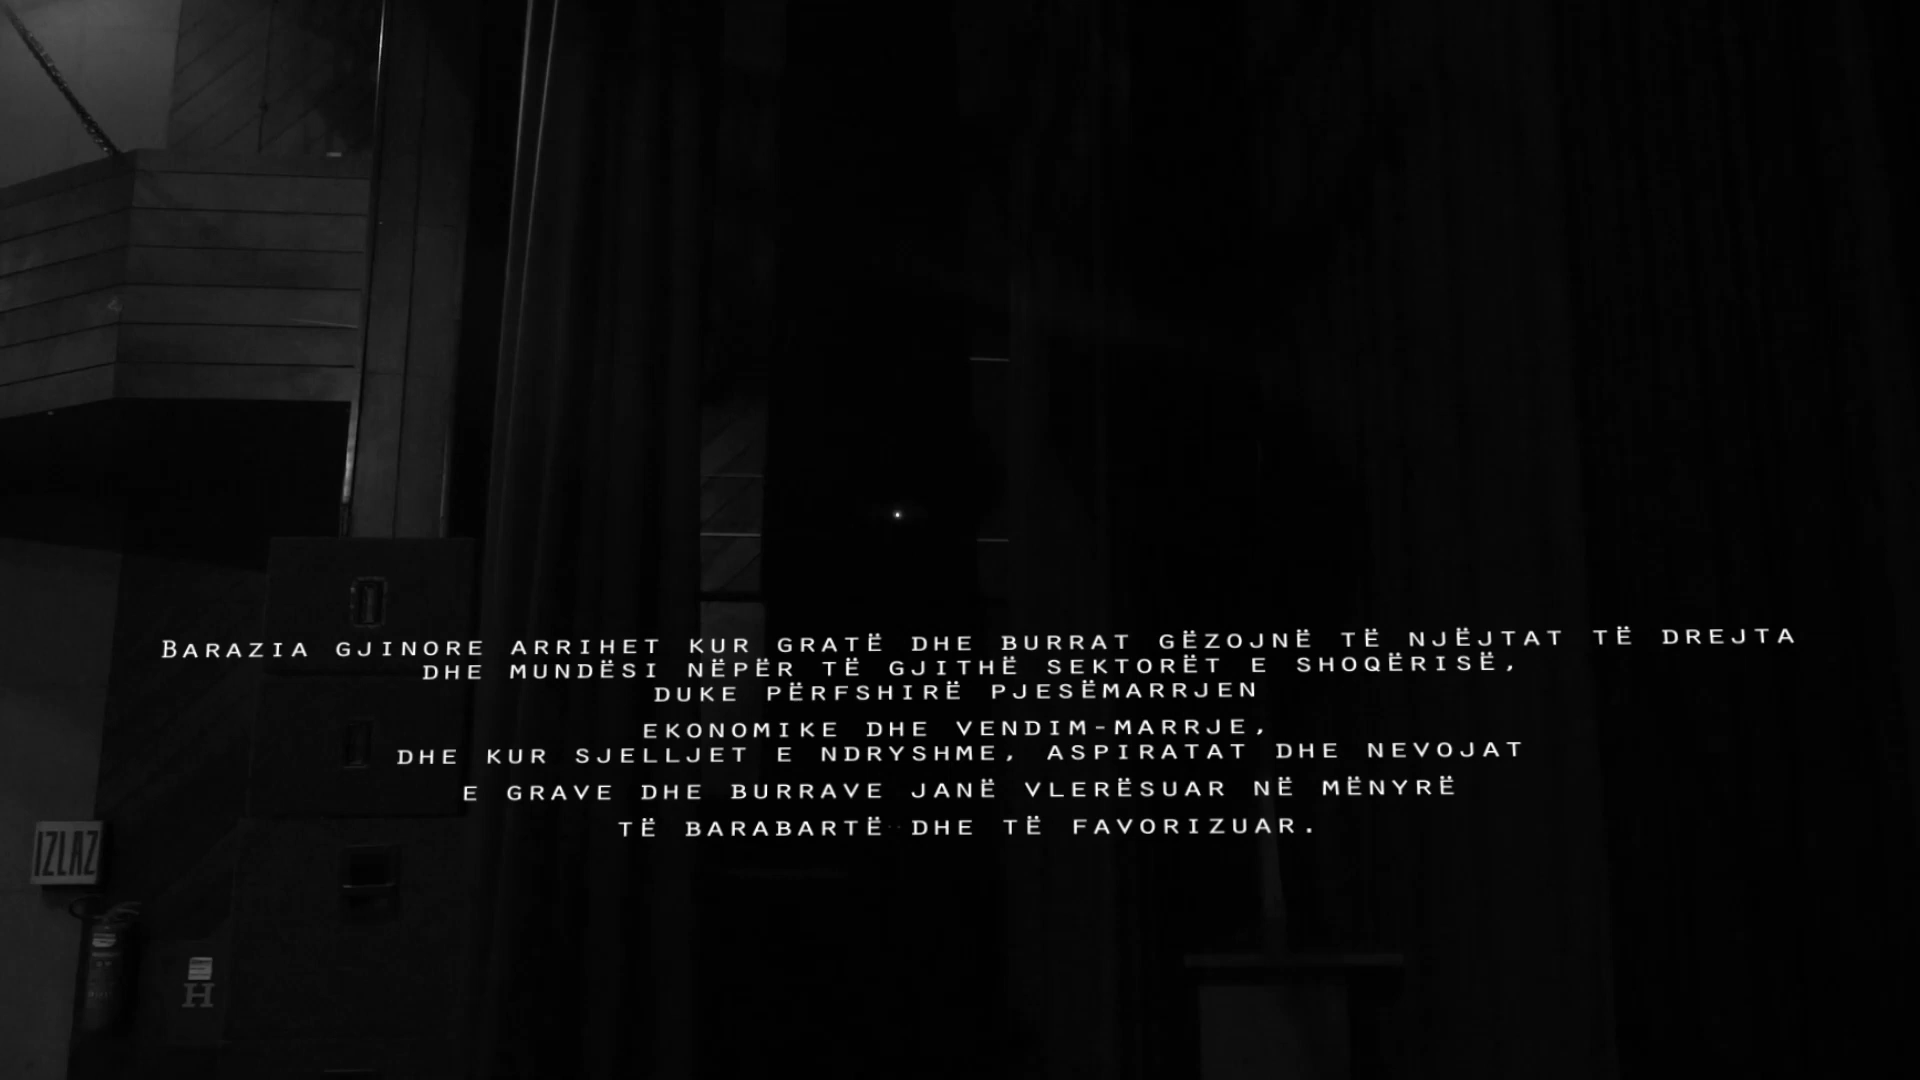 BARAZIA GJINORE ARRIHET KUR GRATË DHE BURRAT GËZOJNË TË NJËJTAT TË DREJTA
DHE MUNDËSI NËPËR TË GJITHË SEKTORËT E SHOQËRISË,
DUKE PËRFSHIRË PJESËMARRJEN
EKONOMIKE DHE VENDIM-MARRJE,
DHE KUR SJELLJET E NDRYSHME, ASPIRATAT DHE NEVOJAT
E GRAVE DHE BURRAVE JANË VLERËSUAR NË MËNYRË
TË BARABARTË DHE TË FAVORIZUAR.
IZLAZ
H